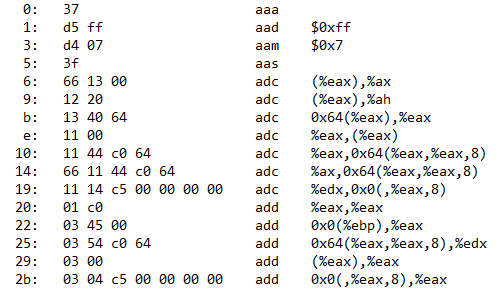 0: 37 aaa
1: d5 ff aad $0xff
3: d4 07 aam $0x7
5: 3f aas
6: 66 13 00 adc (%eax),%ax
9: 12 20 adc (%eax),%ah
b: 13 40 64 adc 0x64(%eax),%eax
e: 11 00 adc %eax,(%eax)
10: 11 44 c0 64 adc %eax,0x64(%eax,%eax,8)
14: 66 11 44 c0 64 adc %ax,0x64(%eax,%eax,8)
19: 11 14 c5 00 00 00 00 adc %edx,0x0(,%eax,8)
20: 01 c0 add %eax,%eax
22: 03 45 00 add 0x0(%ebp),%eax
25: 03 54 c0 64 add 0x64(%eax,%eax,8),%edx
29: 03 00 add (%eax),%eax
2b: 03 04 c5 00 00 00 00 add 0x0(,%eax,8),%eax